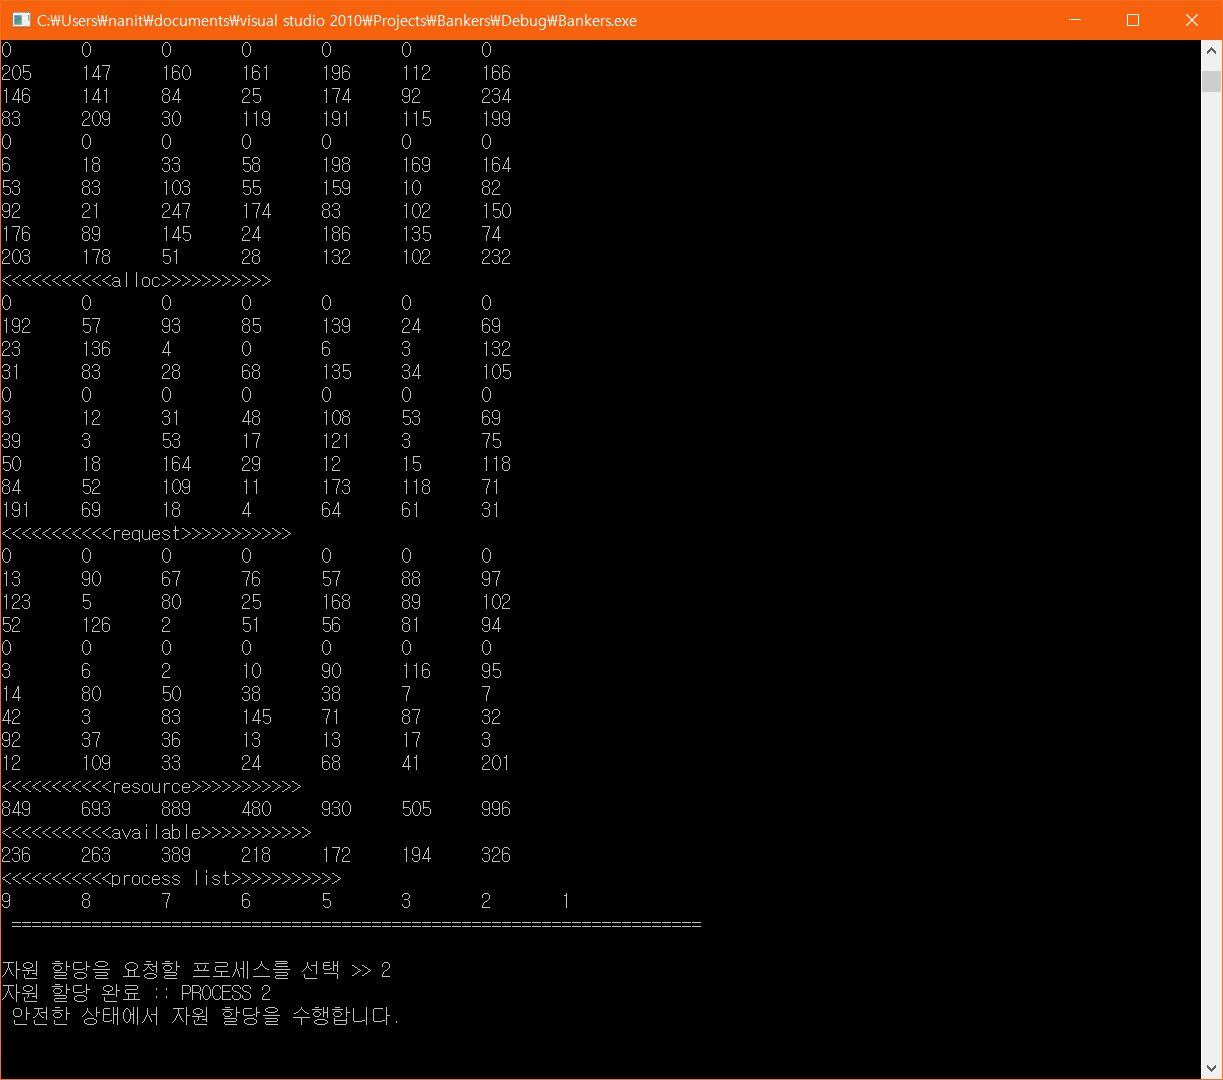 C:₩Users₩nanit₩documents₩visual studio 2010₩Projects₩Bankers₩Debug₩Bankers.exe
0 0 0 0 0 0 0
205 147 160 161 196 112 166
146 141 84 25 174 92 234
83 209 30 119 191 115 199
0 0 0 0 0 0 0
6 18 33 58 198 169 164
53 83 103 55 159 10 82
92 21 247 174 83 102 150
176 89 145 24 186 135 74
203 178 51 28 132 102 232
<<<<<<<<<<<alloc>>>>>>>>>>>
0 0 0 0 0 0 0
192 57 93 85 139 24 69
23 136 4 0 6 3 132
31 83 28 68 135 34 105
0 0 0 0 0 0 0
3 12 31 48 108 53 69
39 3 53 17 121 3 75
50 18 164 29 12 15 118
84 52 109 11 173 118 71
191 69 18 4 64 61 31
<<<<<<<<<<<request>>>>>>>>>>>
0 0 0 0 0 0 0
13 90 67 76 57 88 97
123 5 80 25 168 89 102
52 126 2 51 56 81 94
0 0 0 0 0 0 0
3 6 2 10 90 116 95
14 80 50 38 38 7 7
42 3 83 145 71 87 32
92 37 36 13 13 17 3
12 109 33 24 68 41 201
<<<<<<<<<<<resource>>>>>>>>>>>
849 693 889 480 930 505 996
<<<<<<<<<<<available>>>>>>>>>>>
236 263 389 218 172 194 326
<<<<<<<<<<<process list>>>>>>>>>>>
9 8 7 6 5 3 2 1
=====================================================================
자원 할당을 요청할 프로세스를 선택 >> 2
자원 할당 완료 :: PROCESS 2
안전한 상태에서 자원 할당을 수행합니다.